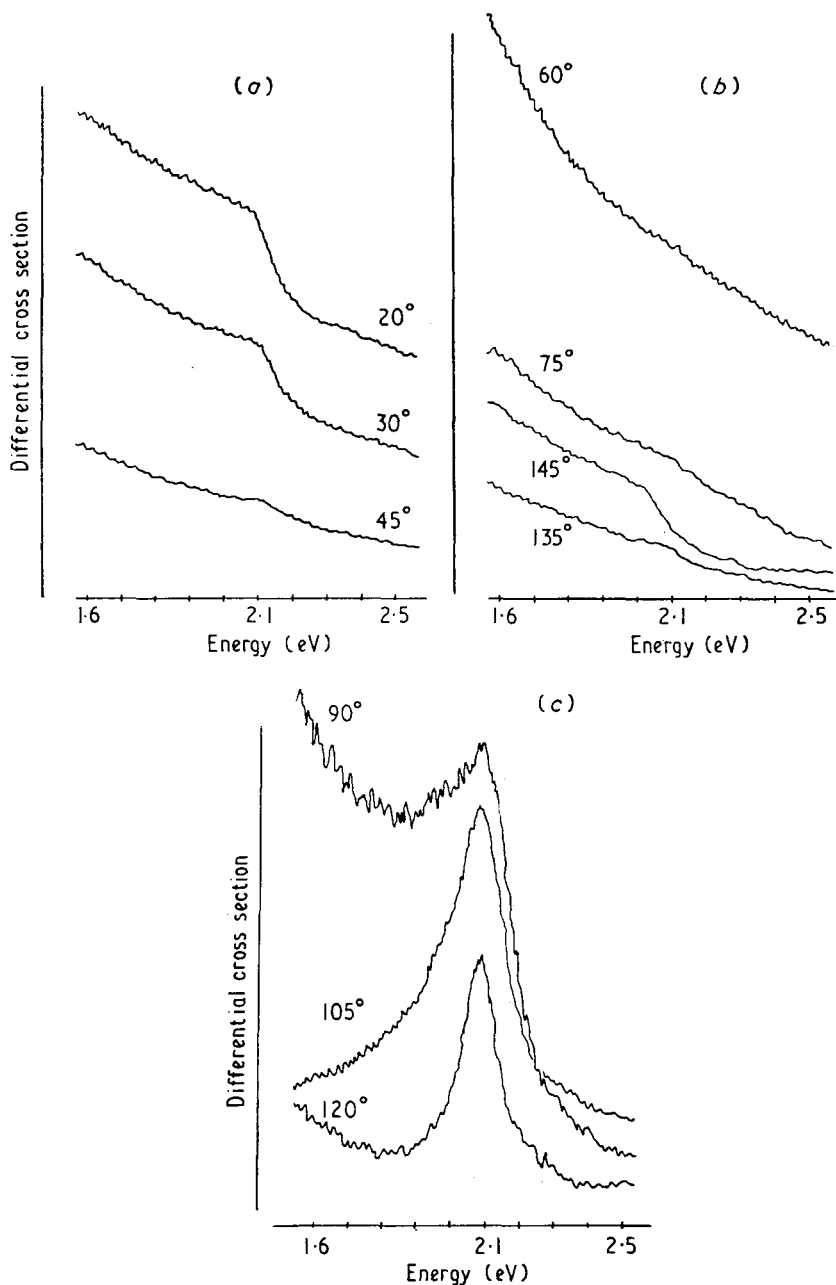 (a)
20°
30°
45°
Differential cross section
1·6
2·1
2·5
Energy (eV)
(b)
60°
75°
145°
135°
1·6
2·1
2·5
Energy (eV)
(c)
90°
105°
120°
Differential cross section
1·6
2·1
2·5
Energy (eV)